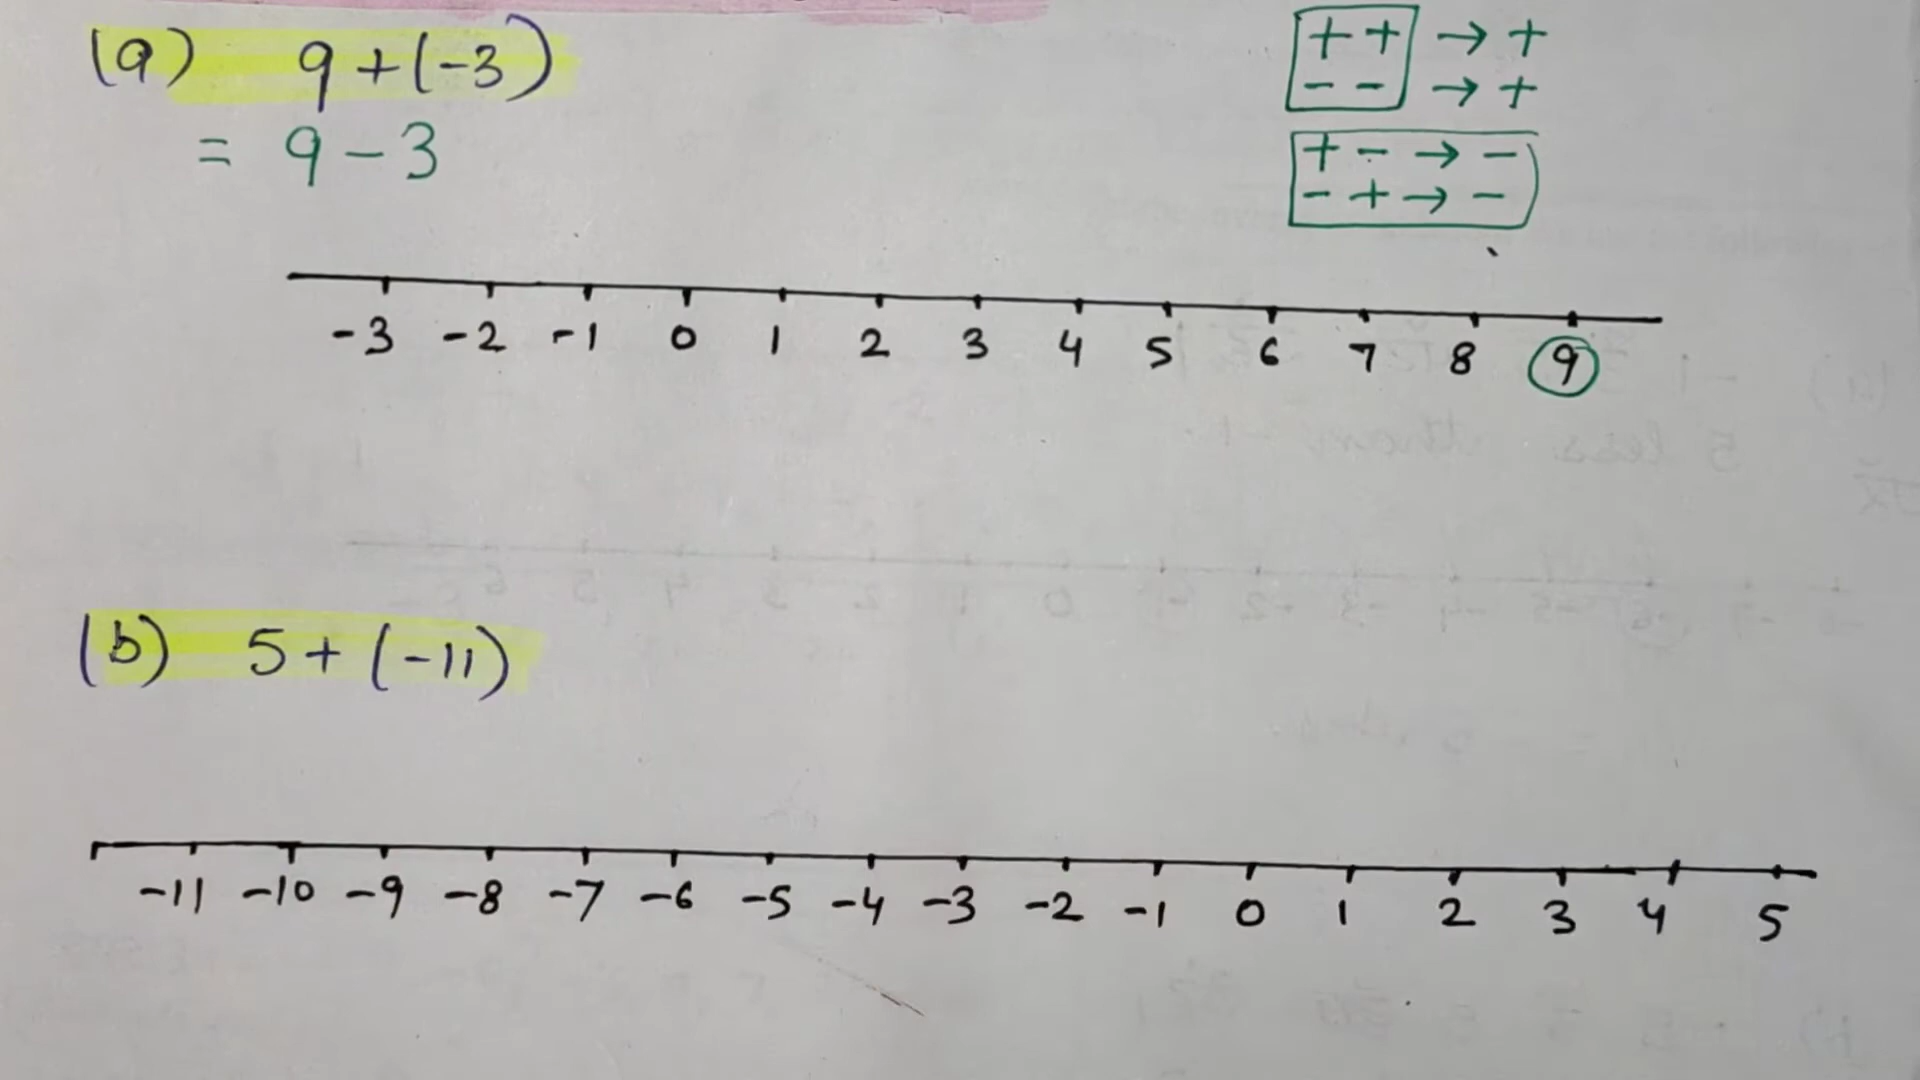 (a) 9 + (-3)
= 9 - 3
+ + → +
- - → +
+ - → -
- + → -
-3 -2 -1 0 1 2 3 4 5 6 7 8 9
(b) 5 + (-11)
-11 -10 -9 -8 -7 -6 -5 -4 -3 -2 -1 0 1 2 3 4 5